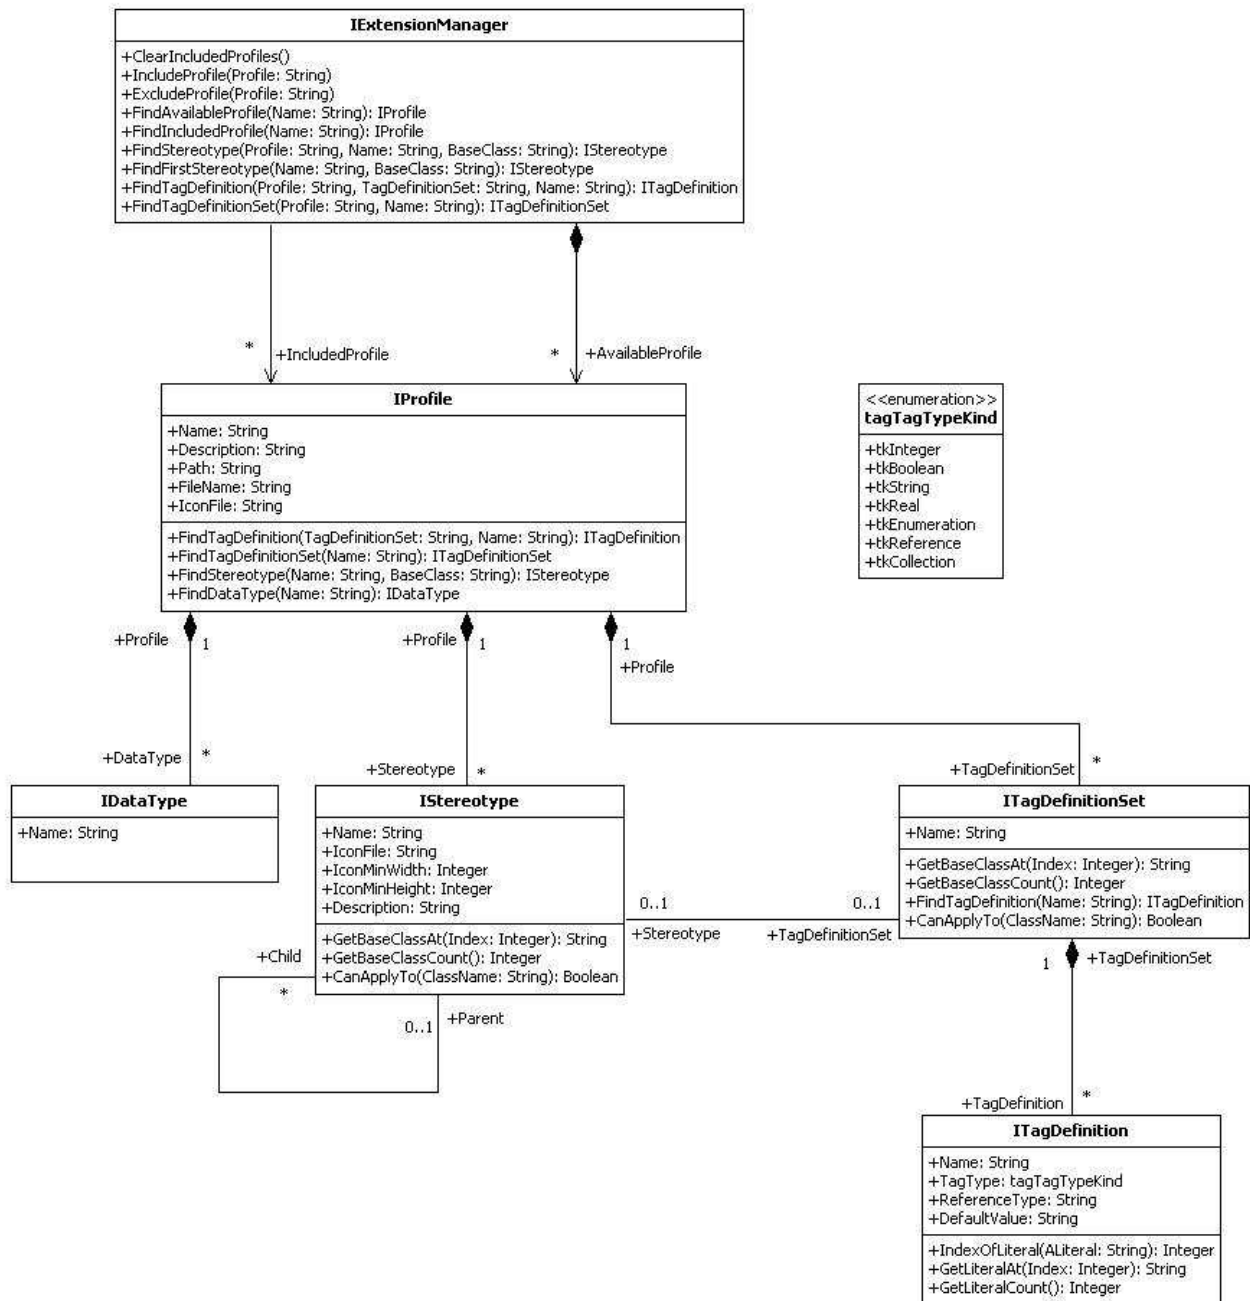 IExtensionManager
+ClearIncludedProfiles()
+IncludeProfile(Profile: String)
+ExcludeProfile(Profile: String)
+FindAvailableProfile(Name: String): IProfile
+FindIncludedProfile(Name: String): IProfile
+FindStereotype(Profile: String, Name: String, BaseClass: String): IStereotype
+FindFirstStereotype(Name: String, BaseClass: String): IStereotype
+FindTagDefinition(Profile: String, TagDefinitionSet: String, Name: String): ITagDefinition
+FindTagDefinitionSet(Profile: String, Name: String): ITagDefinitionSet
*
+IncludedProfile
*
+AvailableProfile
IProfile
+Name: String
+Description: String
+Path: String
+FileName: String
+IconFile: String
+FindTagDefinition(TagDefinitionSet: String, Name: String): ITagDefinition
+FindTagDefinitionSet(Name: String): ITagDefinitionSet
+FindStereotype(Name: String, BaseClass: String): IStereotype
+FindDataType(Name: String): IDataType
<<enumeration>>
tagTagTypeKind
+tkInteger
+tkBoolean
+tkString
+tkReal
+tkEnumeration
+tkReference
+tkCollection
+Profile
1
+Profile
1
1
+Profile
+DataType
*
+Stereotype
*
+TagDefinitionSet
*
IDataType
+Name: String
IStereotype
+Name: String
+IconFile: String
+IconMinWidth: Integer
+IconMinHeight: Integer
+Description: String
+GetBaseClassAt(Index: Integer): String
+GetBaseClassCount(): Integer
+CanApplyTo(ClassName: String): Boolean
ITagDefinitionSet
+Name: String
+GetBaseClassAt(Index: Integer): String
+GetBaseClassCount(): Integer
+FindTagDefinition(Name: String): ITagDefinition
+CanApplyTo(ClassName: String): Boolean
0..1
+Stereotype
0..1
+TagDefinitionSet
+Child
*
0..1
+Parent
1
+TagDefinitionSet
+TagDefinition
*
ITagDefinition
+Name: String
+TagType: tagTagTypeKind
+ReferenceType: String
+DefaultValue: String
+IndexOfLiteral(ALiteral: String): Integer
+GetLiteralAt(Index: Integer): String
+GetLiteralCount(): Integer